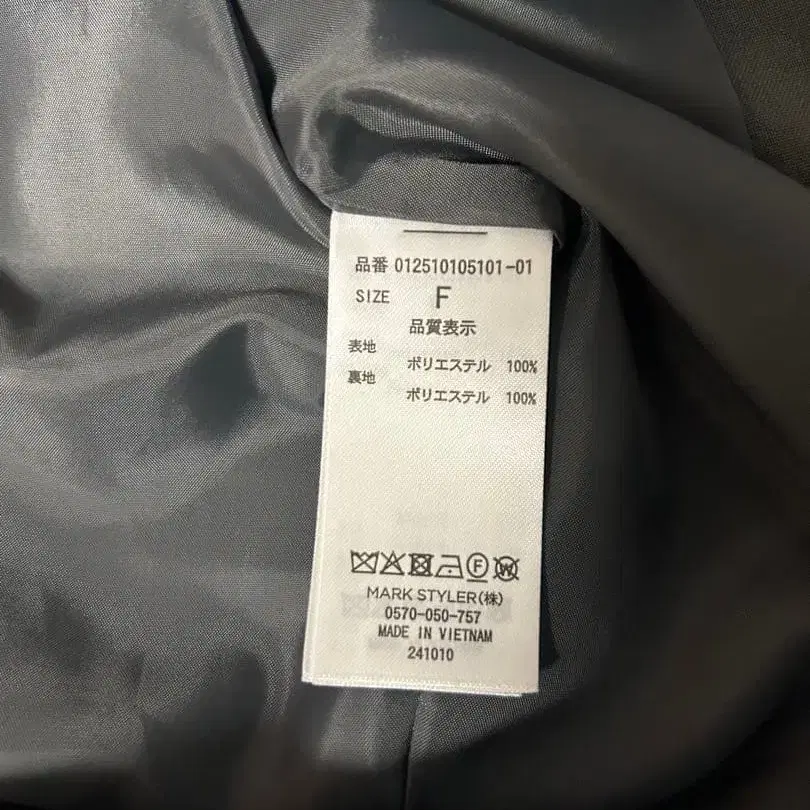 品番 012510105101-01
SIZE F
品質表示
表地 ポリエステル 100%
裏地 ポリエステル 100%
MARK STYLER(株)
0570-050-757
MADE IN VIETNAM
241010